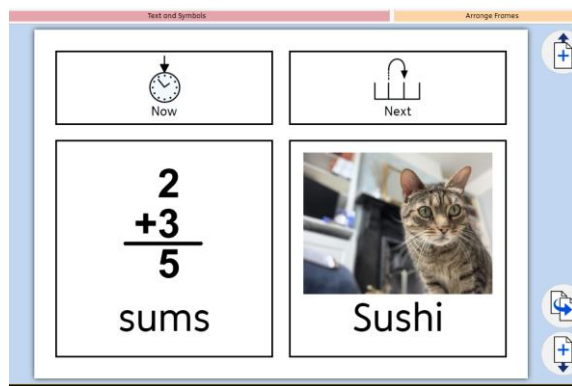 Text and Symbols
Arrange Frames
Now
Next
2
+3
5
sums
Sushi